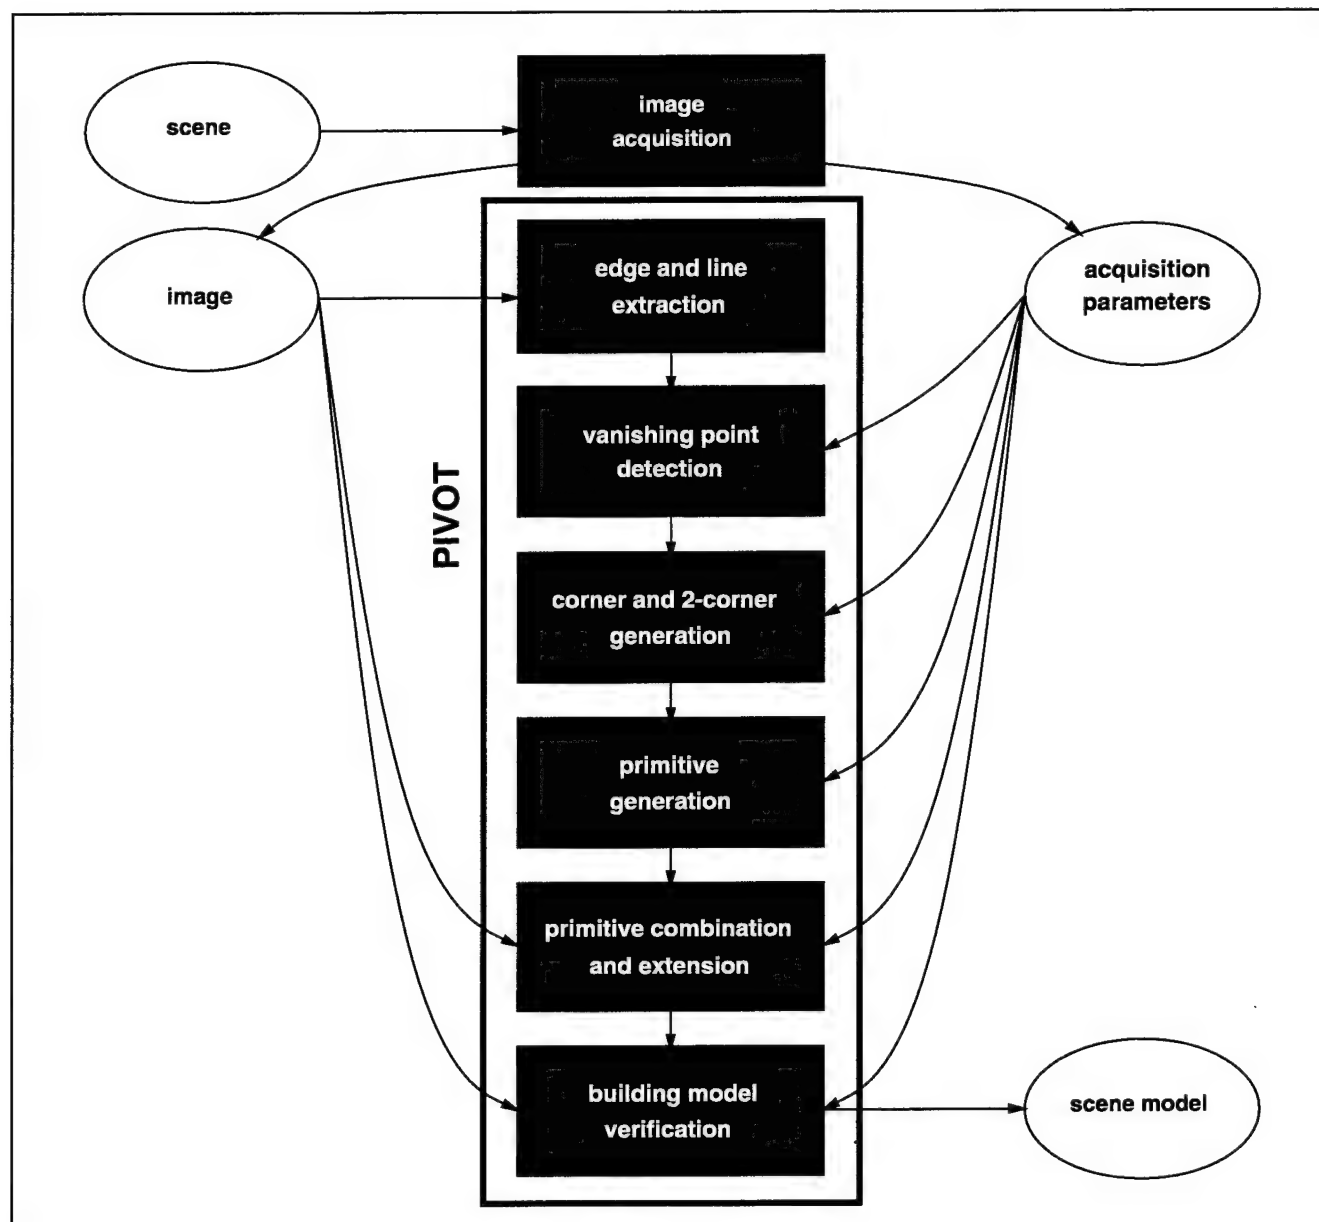 scene
image
acquisition
image
edge and line
extraction
acquisition
parameters
vanishing point
detection
PIVOT
corner and 2-corner
generation
primitive
generation
primitive combination
and extension
building model
verification
scene model